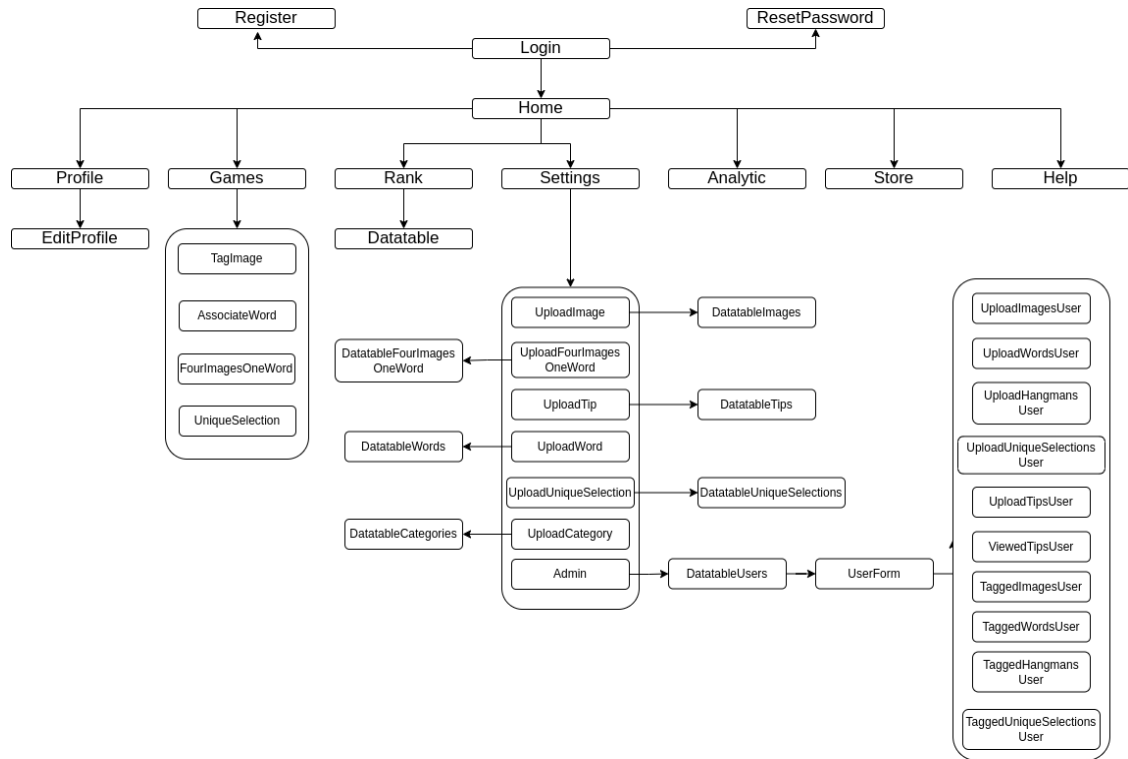 Register
ResetPassword
Login
Home
Profile
Games
Rank
Settings
Analytic
Store
Help
EditProfile
Datatable
TagImage
AssociateWord
FourImagesOneWord
UniqueSelection
UploadImage
DatatableImages
DatatableFourImages
OneWord
UploadFourImages
OneWord
UploadTip
DatatableTips
DatatableWords
UploadWord
UploadUniqueSelection
DatatableUniqueSelections
DatatableCategories
UploadCategory
Admin
DatatableUsers
UserForm
UploadImagesUser
UploadWordsUser
UploadHangmans
User
UploadUniqueSelections
User
UploadTipsUser
ViewedTipsUser
TaggedImagesUser
TaggedWordsUser
TaggedHangmans
User
TaggedUniqueSelections
User